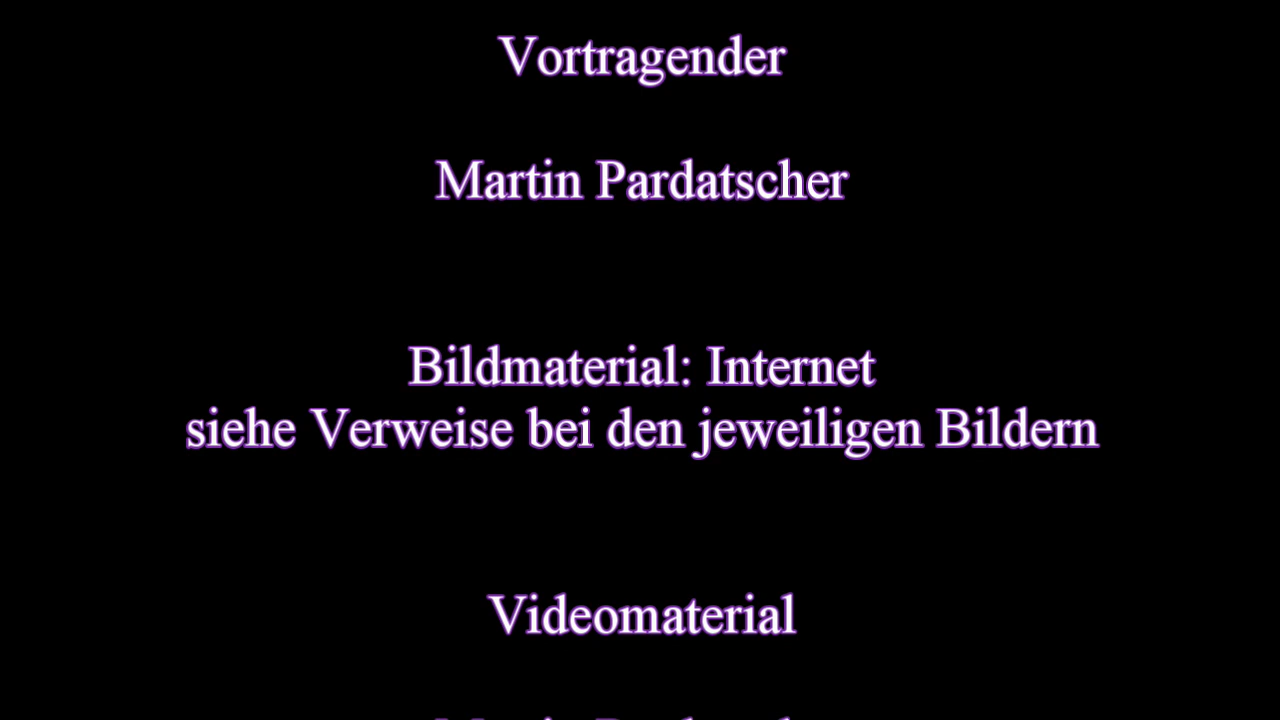 Vortragender
Martin Pardatscher
Bildmaterial: Internet
siehe Verweise bei den jeweiligen Bildern
Videomaterial